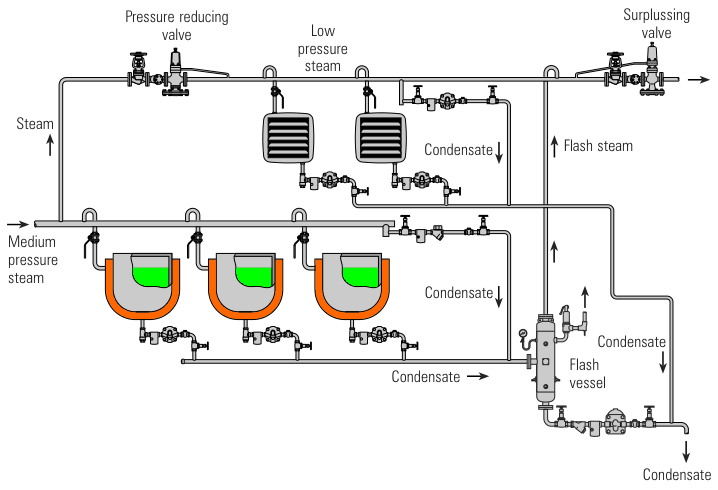 Pressure reducing
valve
Low
pressure
steam
Surplussing
valve
Steam
Condensate
Flash steam
Medium
pressure
steam
Condensate
Condensate
Flash
vessel
Condensate
Condensate